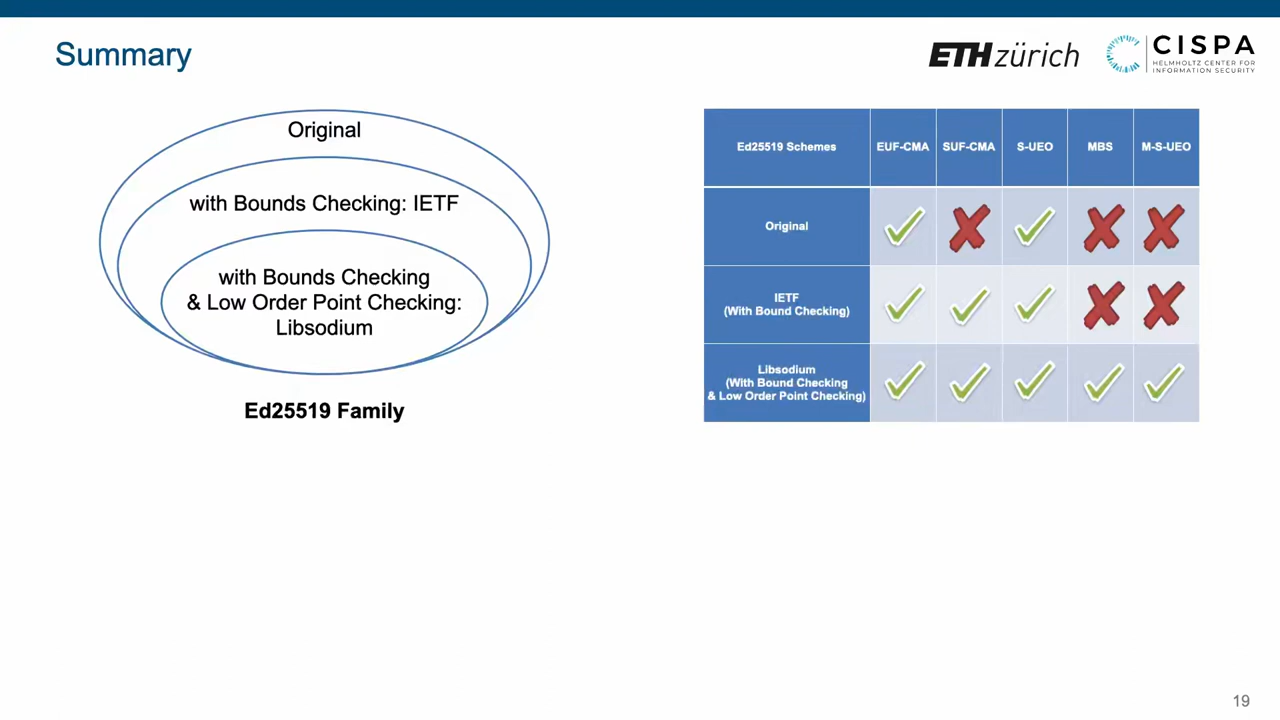 Summary
ETH zürich
CISPA
HELMHOLTZ CENTER FOR
INFORMATION SECURITY
Original
with Bounds Checking: IETF
with Bounds Checking
& Low Order Point Checking:
Libsodium
Ed25519 Family
Ed25519 Schemes EUF-CMA SUF-CMA S-UEO MBS M-S-UEO
Original
IETF
(With Bound Checking)
Libsodium
(With Bound Checking
& Low Order Point Checking)
19